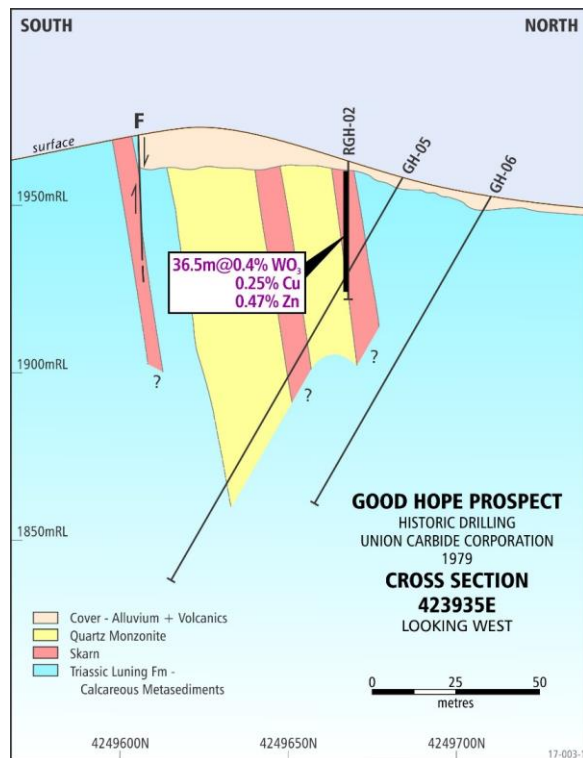 SOUTH
NORTH
F
surface
RGH-02
GH-05
GH-06
1950mRL
36.5m@0.4% WO₃
0.25% Cu
0.47% Zn
1900mRL
?
?
?
1850mRL
GOOD HOPE PROSPECT
HISTORIC DRILLING
UNION CARBIDE CORPORATION
1979
CROSS SECTION
423935E
LOOKING WEST
Cover - Alluvium + Volcanics
Quartz Monzonite
Skarn
Triassic Luning Fm -
Calcareous Metasediments
0 25 50
metres
4249600N 4249650N 4249700N